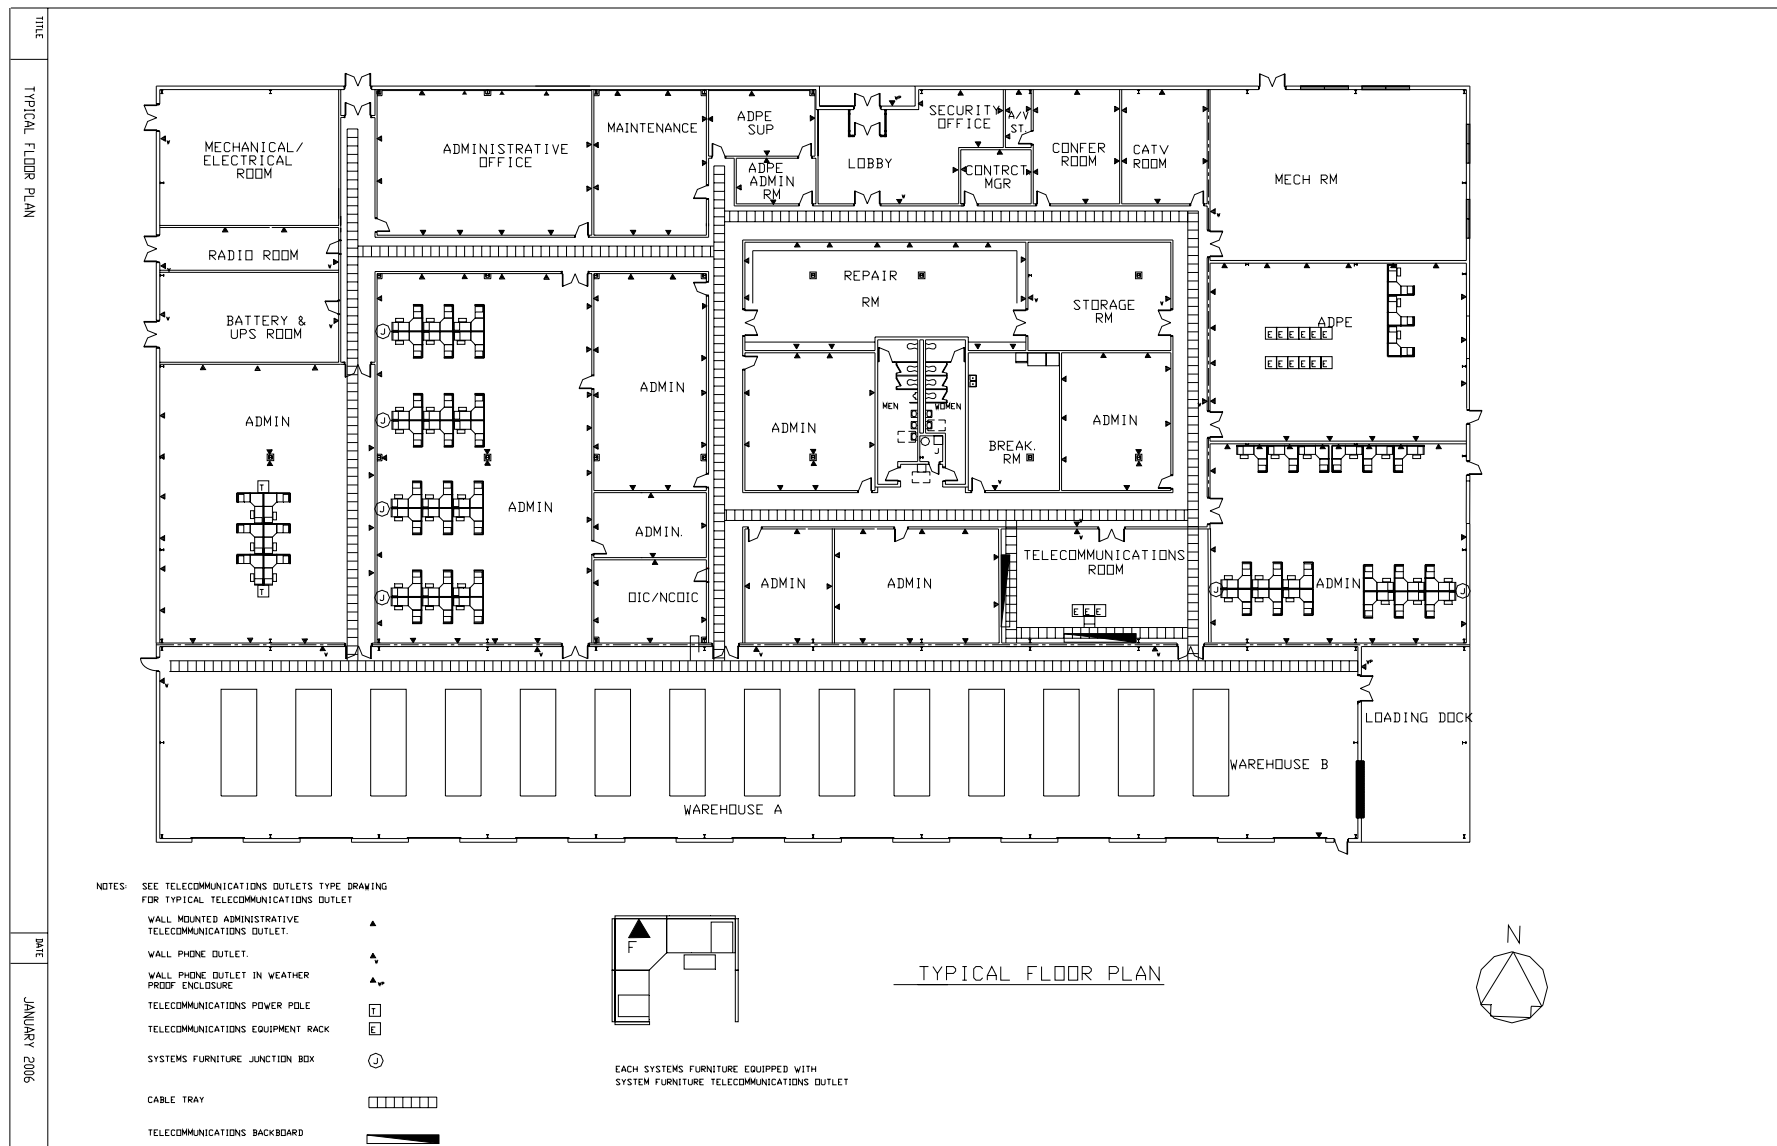 TITLE
TYPICAL FLOOR PLAN
DATE
JANUARY 2006
MECHANICAL/
ELECTRICAL
ROOM
ADMINISTRATIVE
OFFICE
MAINTENANCE
ADPE
SUP
ADPE
ADMIN
RM
LOBBY
SECURITY
OFFICE
A/V
ST.
CONTRCT
MGR
CONFER
ROOM
CATV
ROOM
MECH RM
RADIO ROOM
BATTERY &
UPS ROOM
REPAIR
RM
STORAGE
RM
ADPE
E E E E E E
E E E E E E
ADMIN
T
T
J
J
J
J
ADMIN
ADMIN
ADMIN.
OIC/NCOIC
ADMIN
MEN
WOMEN
J
BREAK.
RM
ADMIN
ADMIN
ADMIN
TELECOMMUNICATIONS
ROOM
E E E
J
ADMIN
J
LOADING DOCK
WAREHOUSE B
WAREHOUSE A
NOTES: SEE TELECOMMUNICATIONS OUTLETS TYPE DRAWING
FOR TYPICAL TELECOMMUNICATIONS OUTLET
WALL MOUNTED ADMINISTRATIVE
TELECOMMUNICATIONS OUTLET.
WALL PHONE OUTLET.
W
WALL PHONE OUTLET IN WEATHER
PROOF ENCLOSURE
WP
TELECOMMUNICATIONS POWER POLE
T
TELECOMMUNICATIONS EQUIPMENT RACK
E
SYSTEMS FURNITURE JUNCTION BOX
J
CABLE TRAY
TELECOMMUNICATIONS BACKBOARD
F
EACH SYSTEMS FURNITURE EQUIPPED WITH
SYSTEM FURNITURE TELECOMMUNICATIONS OUTLET
TYPICAL FLOOR PLAN
N